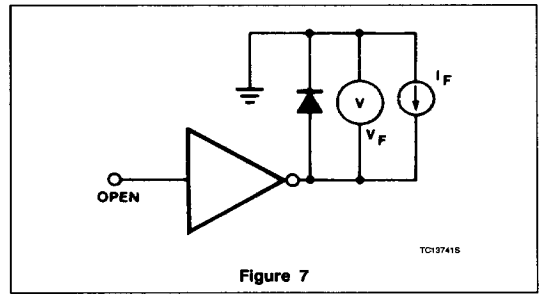 I F
V
V F
OPEN
TC13741S
Figure 7